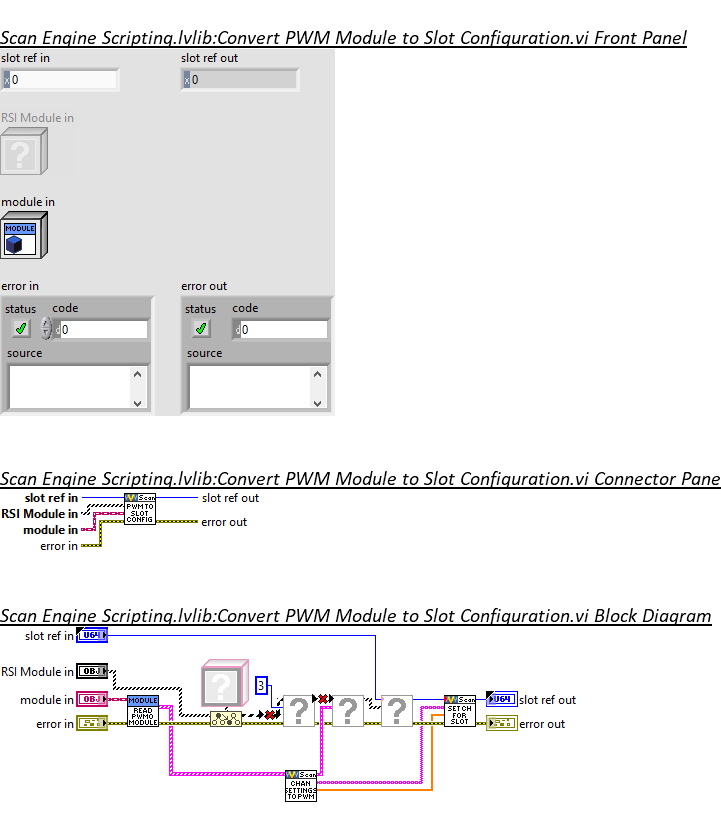 Scan Engine Scripting.lvlib:Convert PWM Module to Slot Configuration.vi Front Panel
slot ref in slot ref out
x 0 x 0
RSI Module in
?
module in
MODULE
error in error out
status code status code
d 0 d 0
source source
Scan Engine Scripting.lvlib:Convert PWM Module to Slot Configuration.vi Connector Pane
slot ref in Scan slot ref out
RSI Module in PWM TO
module in SLOT error out
error in CONFIG
Scan Engine Scripting.lvlib:Convert PWM Module to Slot Configuration.vi Block Diagram
slot ref in U64
RSI Module in OBJ ? 3
module in OBJ MODULE ? ? ? Scan U64 slot ref out
error in READ PWMO MODULE SET CH FOR SLOT error out
Scan
CHAN
SETTINGS
TO PWM